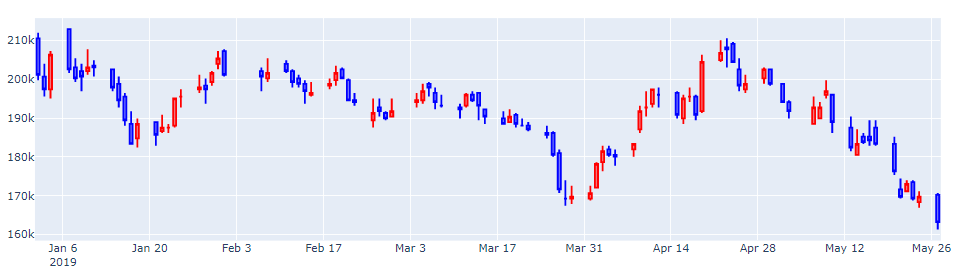 210k
200k
190k
180k
170k
160k
Jan 6 Jan 20 Feb 3 Feb 17 Mar 3 Mar 17 Mar 31 Apr 14 Apr 28 May 12 May 26
2019